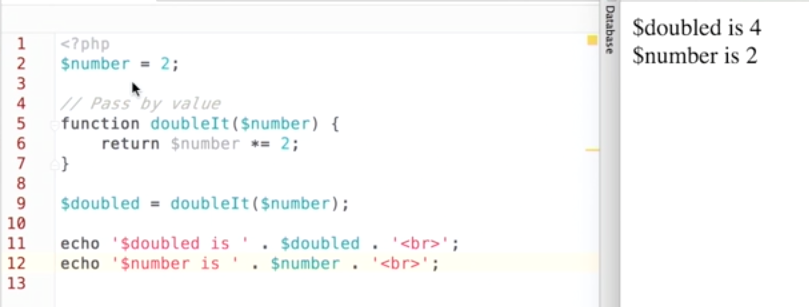 1 <?php
2 $number = 2;
3
4 // Pass by value
5 function doubleIt($number) {
6     return $number *= 2;
7 }
8
9 $doubled = doubleIt($number);
10
11 echo '$doubled is ' . $doubled . '<br>';
12 echo '$number is ' . $number . '<br>';
13
Database
$doubled is 4
$number is 2